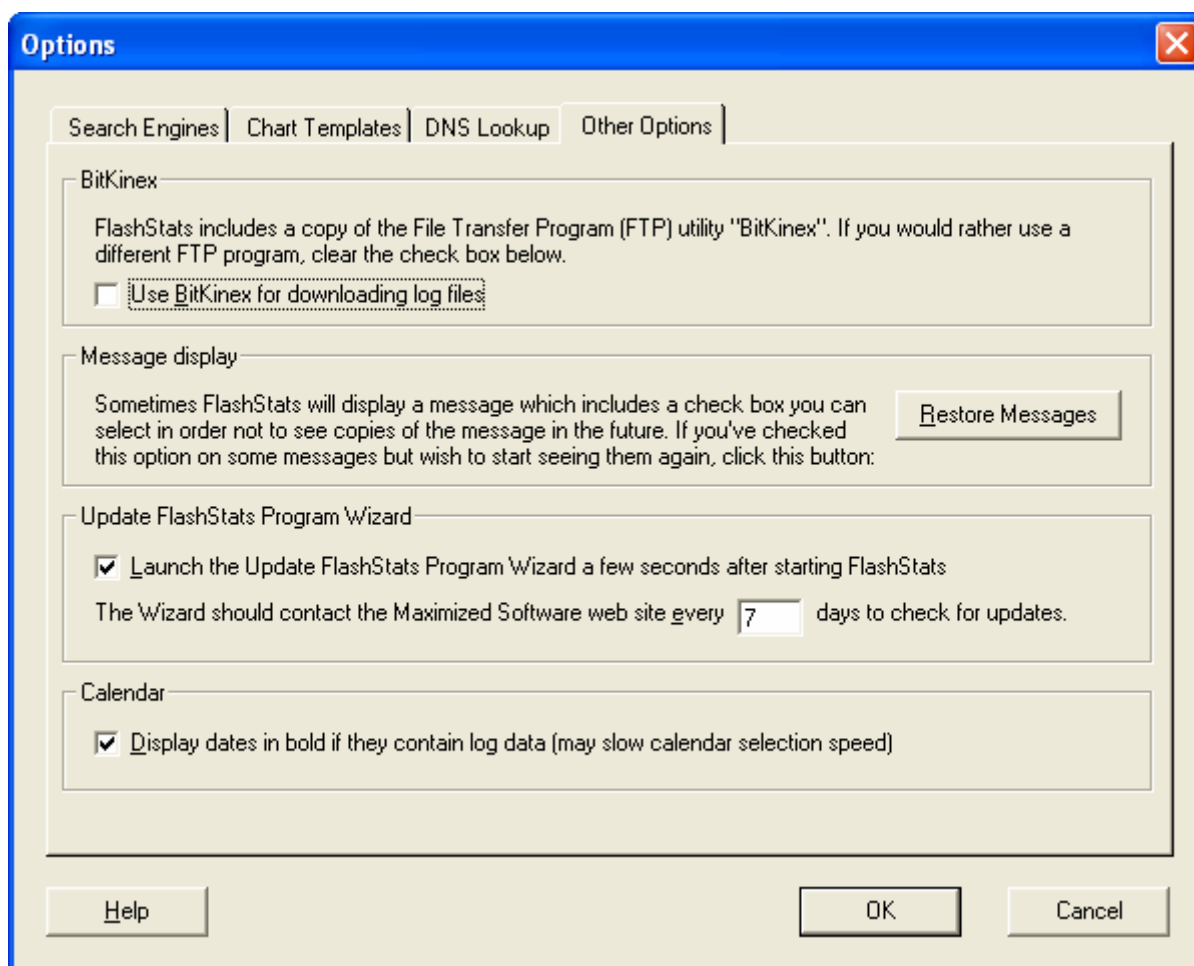 Options
Search Engines
Chart Templates
DNS Lookup
Other Options
BitKinex
FlashStats includes a copy of the File Transfer Program (FTP) utility "BitKinex". If you would rather use a
different FTP program, clear the check box below.
Use BitKinex for downloading log files
Message display
Sometimes FlashStats will display a message which includes a check box you can
select in order not to see copies of the message in the future. If you've checked
this option on some messages but wish to start seeing them again, click this button:
Restore Messages
Update FlashStats Program Wizard
Launch the Update FlashStats Program Wizard a few seconds after starting FlashStats
The Wizard should contact the Maximized Software web site every 7 days to check for updates.
Calendar
Display dates in bold if they contain log data (may slow calendar selection speed)
Help
OK
Cancel